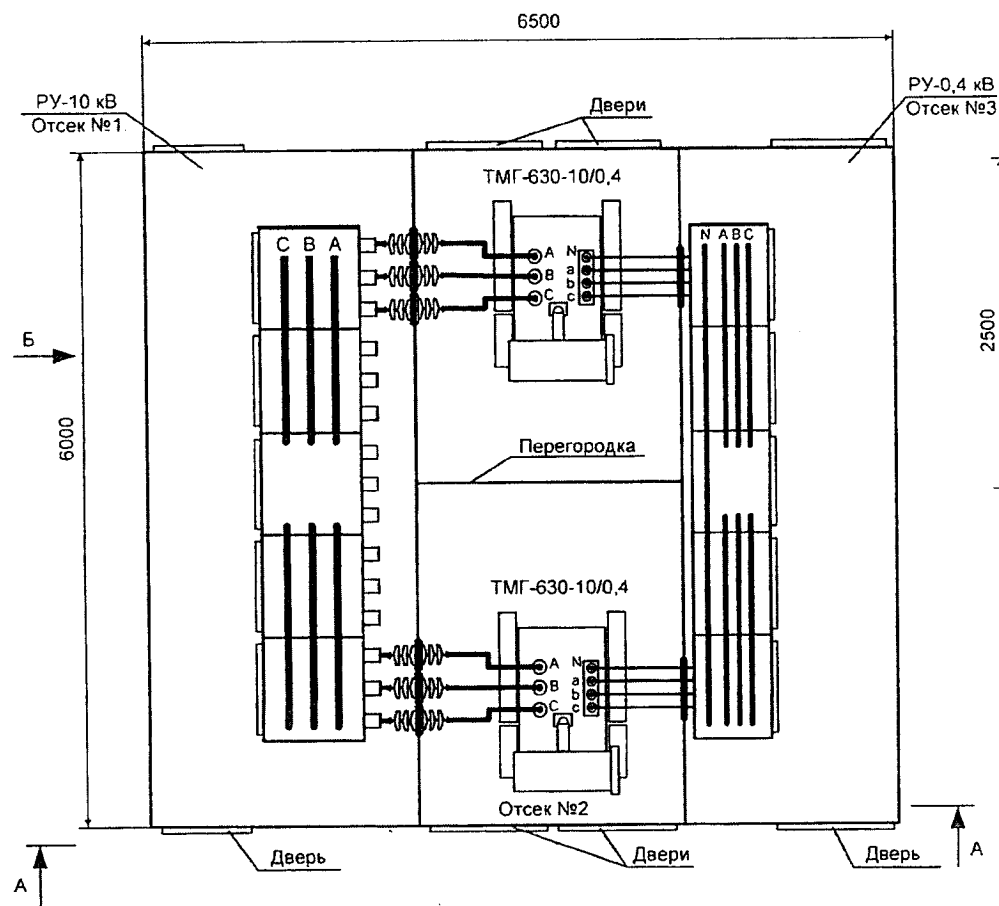 6500
РУ-10 кВ
Отсек №1
Двери
РУ-0,4 кВ
Отсек №3
ТМГ-630-10/0,4
C B A
N A B C
A
B
C
N
a
b
c
Б
6000
2500
Перегородка
ТМГ-630-10/0,4
A
B
C
N
a
b
c
Отсек №2
Дверь
Двери
Дверь
А
А